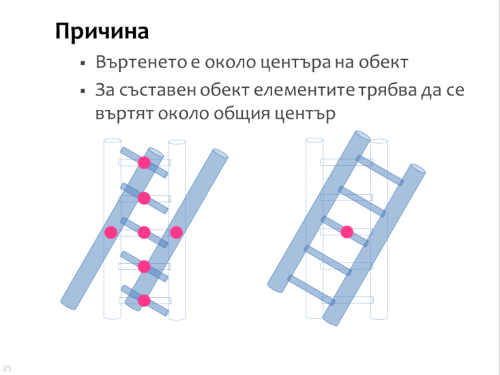 Причина
▪ Въртенето е около центъра на обект
▪ За съставен обект елементите трябва да се
въртят около общия център
25